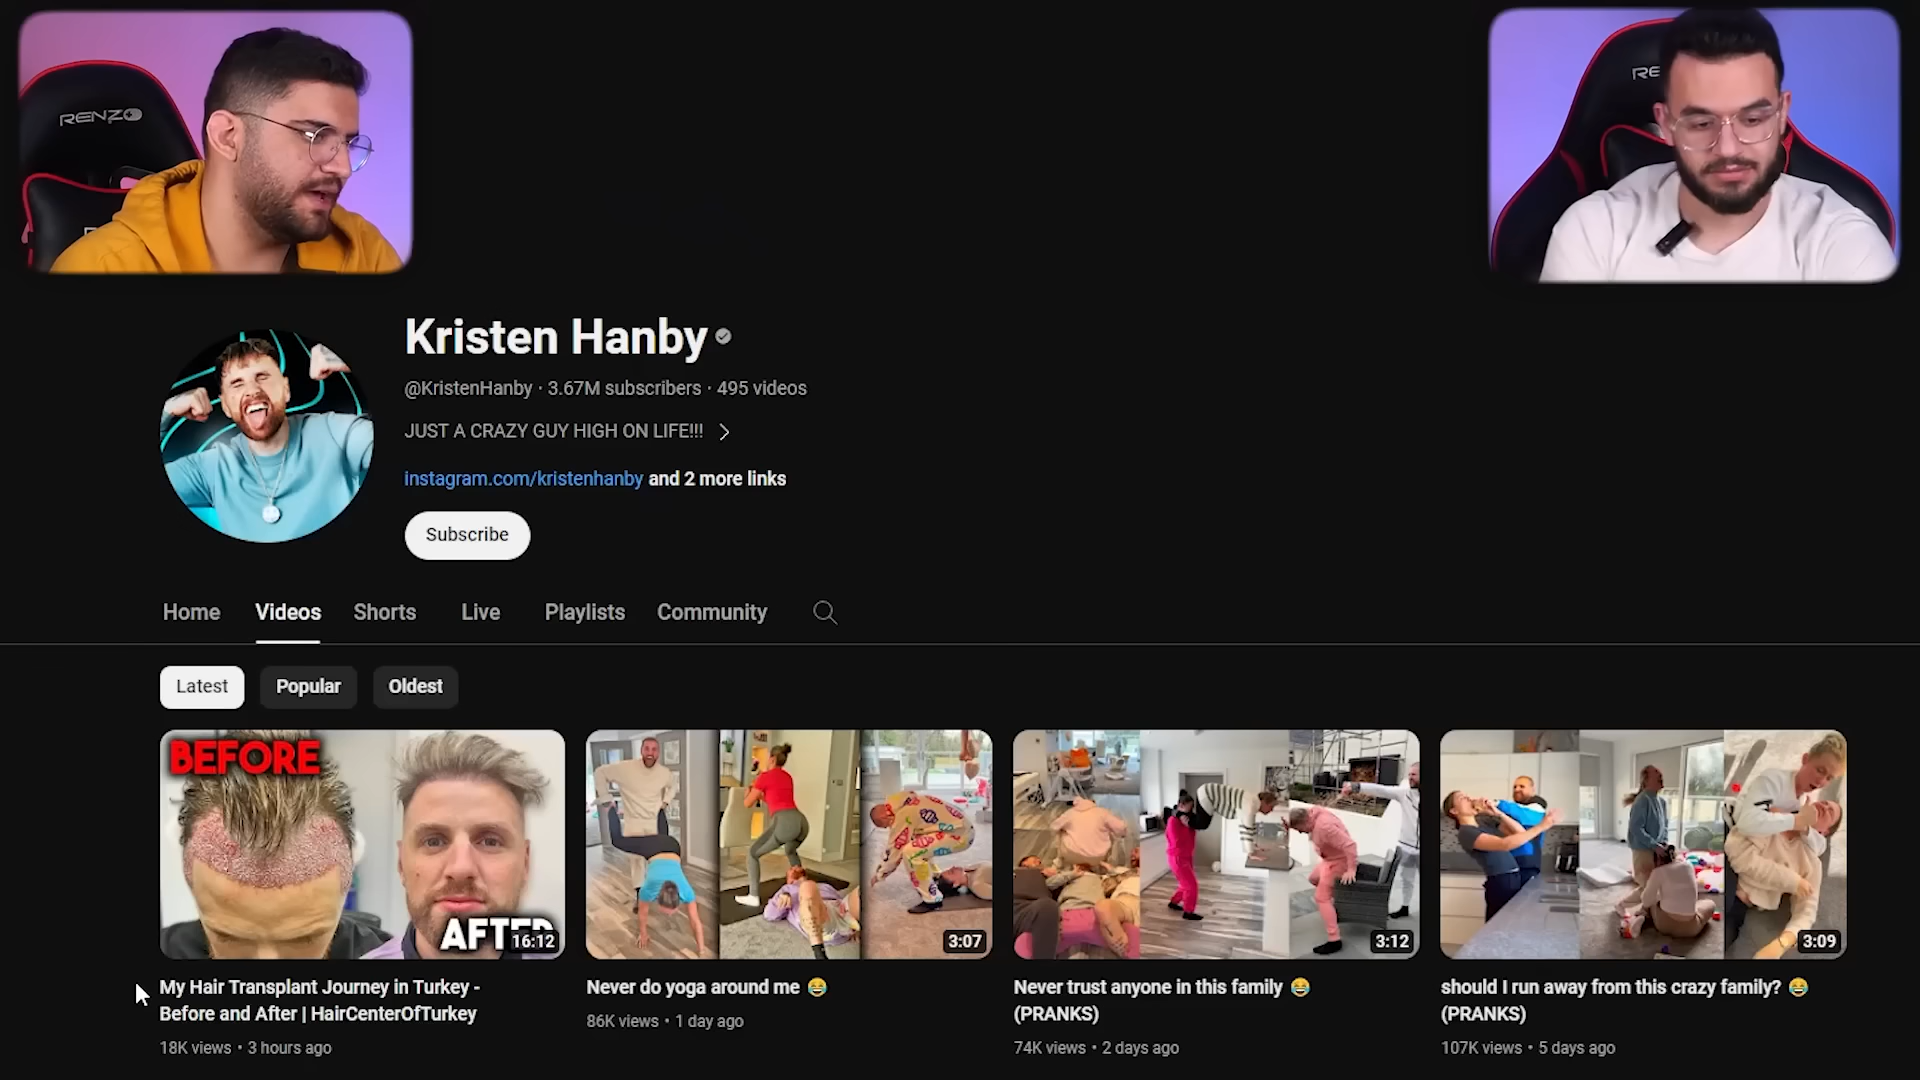 RENZO
RE
Kristen Hanby
@KristenHanby · 3.67M subscribers · 495 videos
JUST A CRAZY GUY HIGH ON LIFE!!!
instagram.com/kristenhanby and 2 more links
Subscribe
Home Videos Shorts Live Playlists Community
Latest Popular Oldest
BEFORE
AFTER
16:12
3:07
3:12
3:09
My Hair Transplant Journey in Turkey -
Before and After | HairCenterOfTurkey
18K views • 3 hours ago
Never do yoga around me 😂
86K views • 1 day ago
Never trust anyone in this family 😂
(PRANKS)
74K views • 2 days ago
should I run away from this crazy family? 😂
(PRANKS)
107K views • 5 days ago